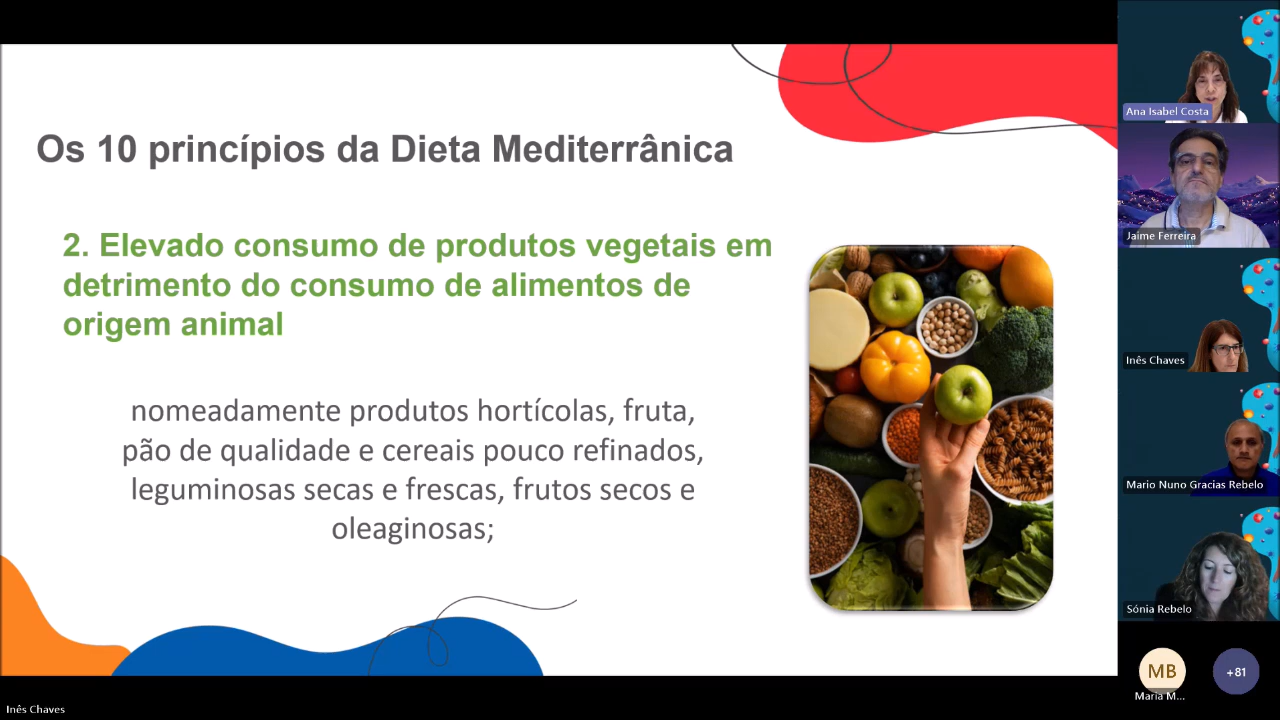 Os 10 princípios da Dieta Mediterrânica
2. Elevado consumo de produtos vegetais em
detrimento do consumo de alimentos de
origem animal
nomeadamente produtos hortícolas, fruta,
pão de qualidade e cereais pouco refinados,
leguminosas secas e frescas, frutos secos e
oleaginosas;
Ana Isabel Costa
Jaime Ferreira
Inês Chaves
Mario Nuno Gracias Rebelo
Sónia Rebelo
MB
Maria M...
+81
Inês Chaves